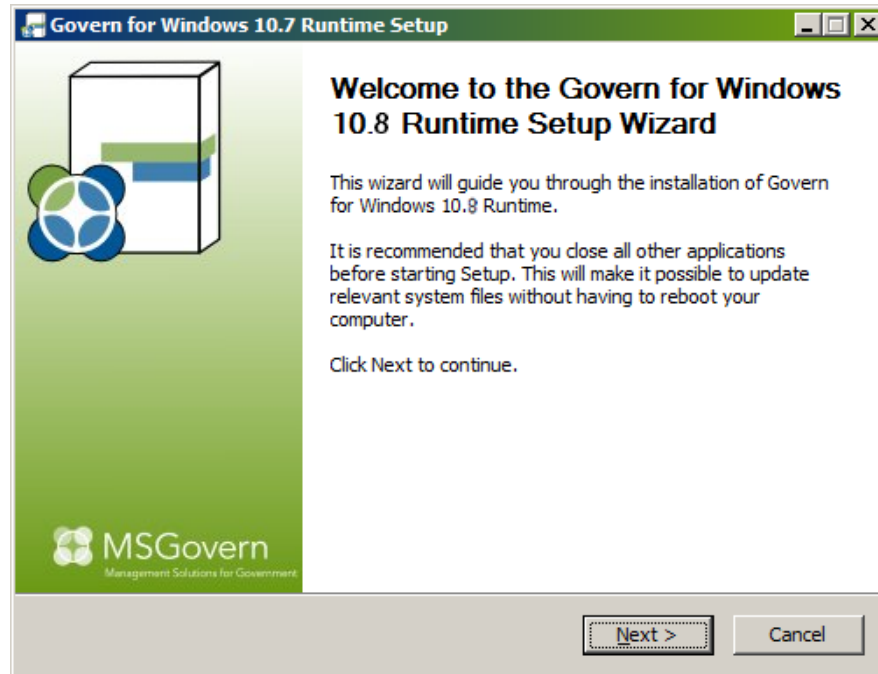 Govern for Windows 10.7 Runtime Setup
Welcome to the Govern for Windows
10.8 Runtime Setup Wizard
This wizard will guide you through the installation of Govern
for Windows 10.8 Runtime.
It is recommended that you close all other applications
before starting Setup. This will make it possible to update
relevant system files without having to reboot your
computer.
Click Next to continue.
MSGovern
Management Solutions for Government
Next >
Cancel